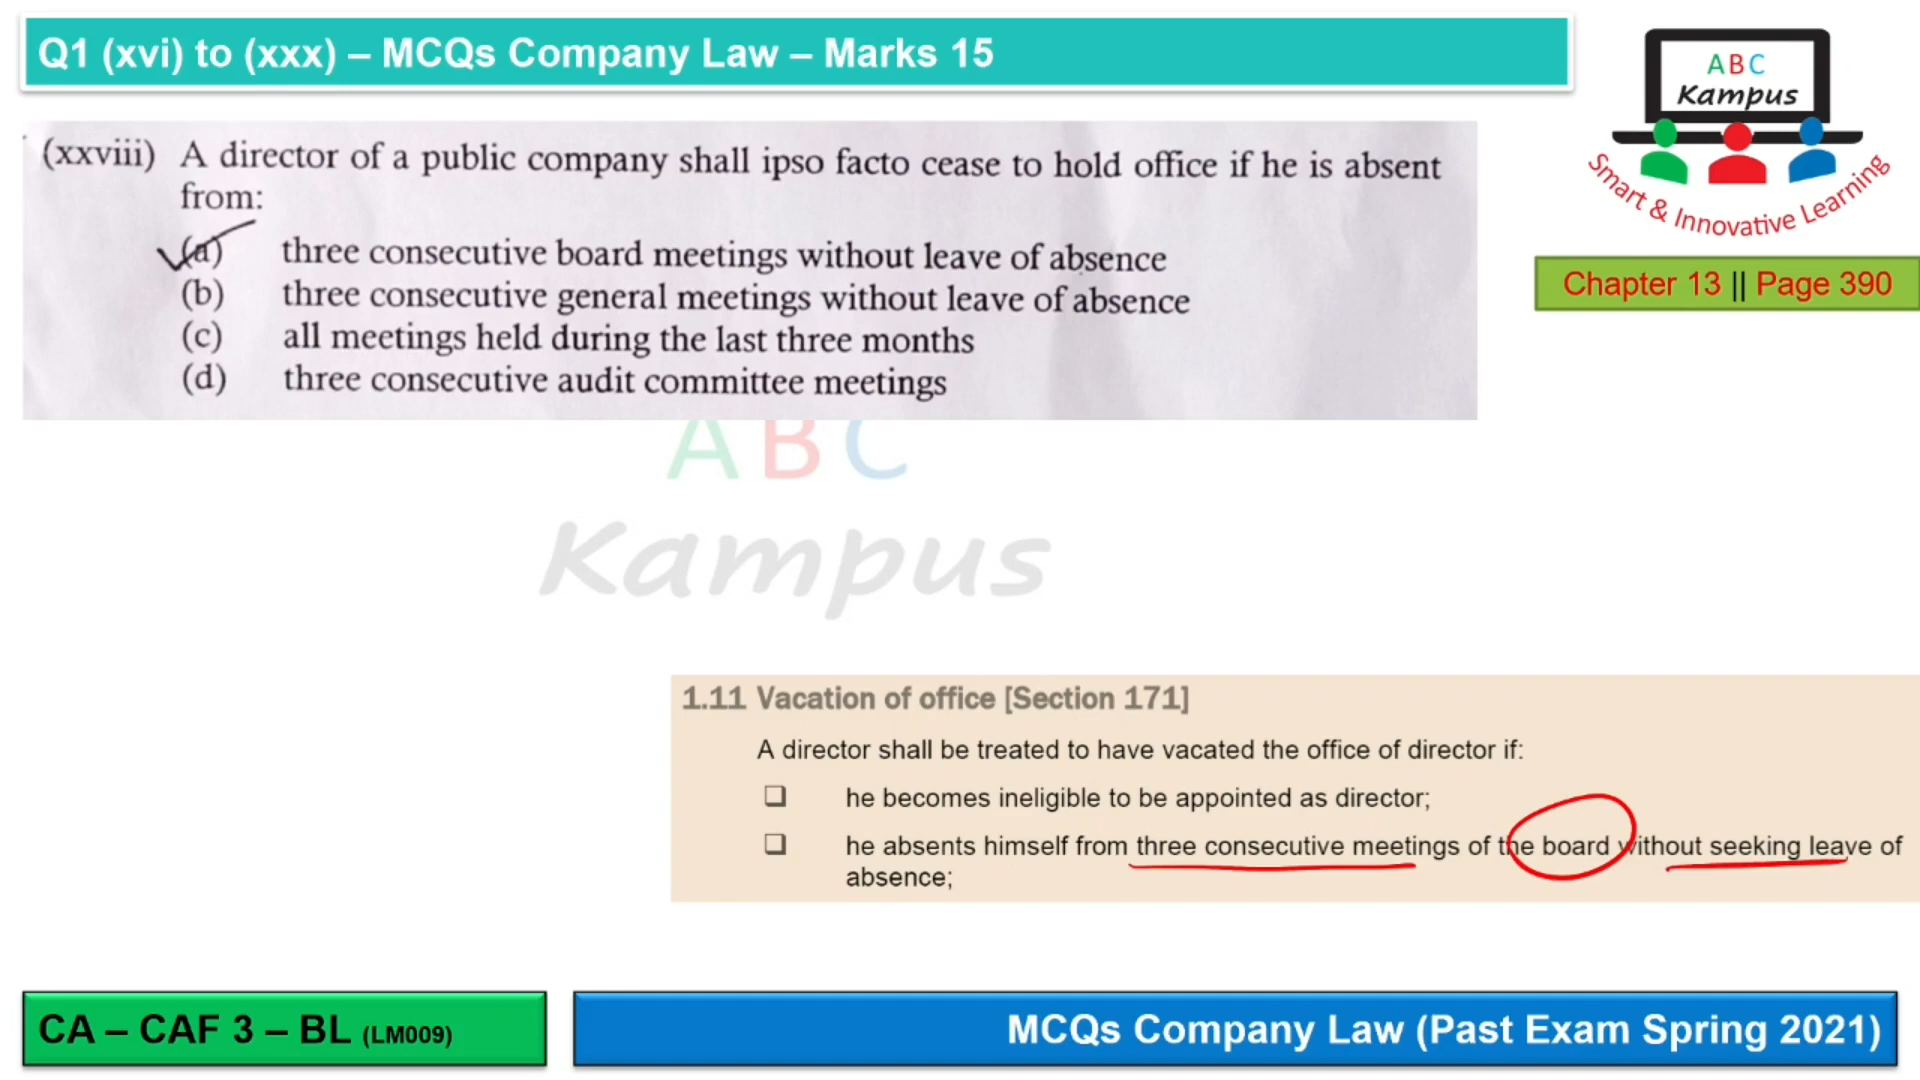 Q1 (xvi) to (xxx) – MCQs Company Law – Marks 15
ABC
Kampus
Smart & Innovative Learning
(xxviii) A director of a public company shall ipso facto cease to hold office if he is absent
from:
(a) three consecutive board meetings without leave of absence
(b) three consecutive general meetings without leave of absence
(c) all meetings held during the last three months
(d) three consecutive audit committee meetings
Chapter 13 || Page 390
ABC
Kampus
1.11 Vacation of office [Section 171]
A director shall be treated to have vacated the office of director if:
❑ he becomes ineligible to be appointed as director;
❑ he absents himself from three consecutive meetings of the board without seeking leave of
absence;
CA – CAF 3 – BL (LM009)
MCQs Company Law (Past Exam Spring 2021)